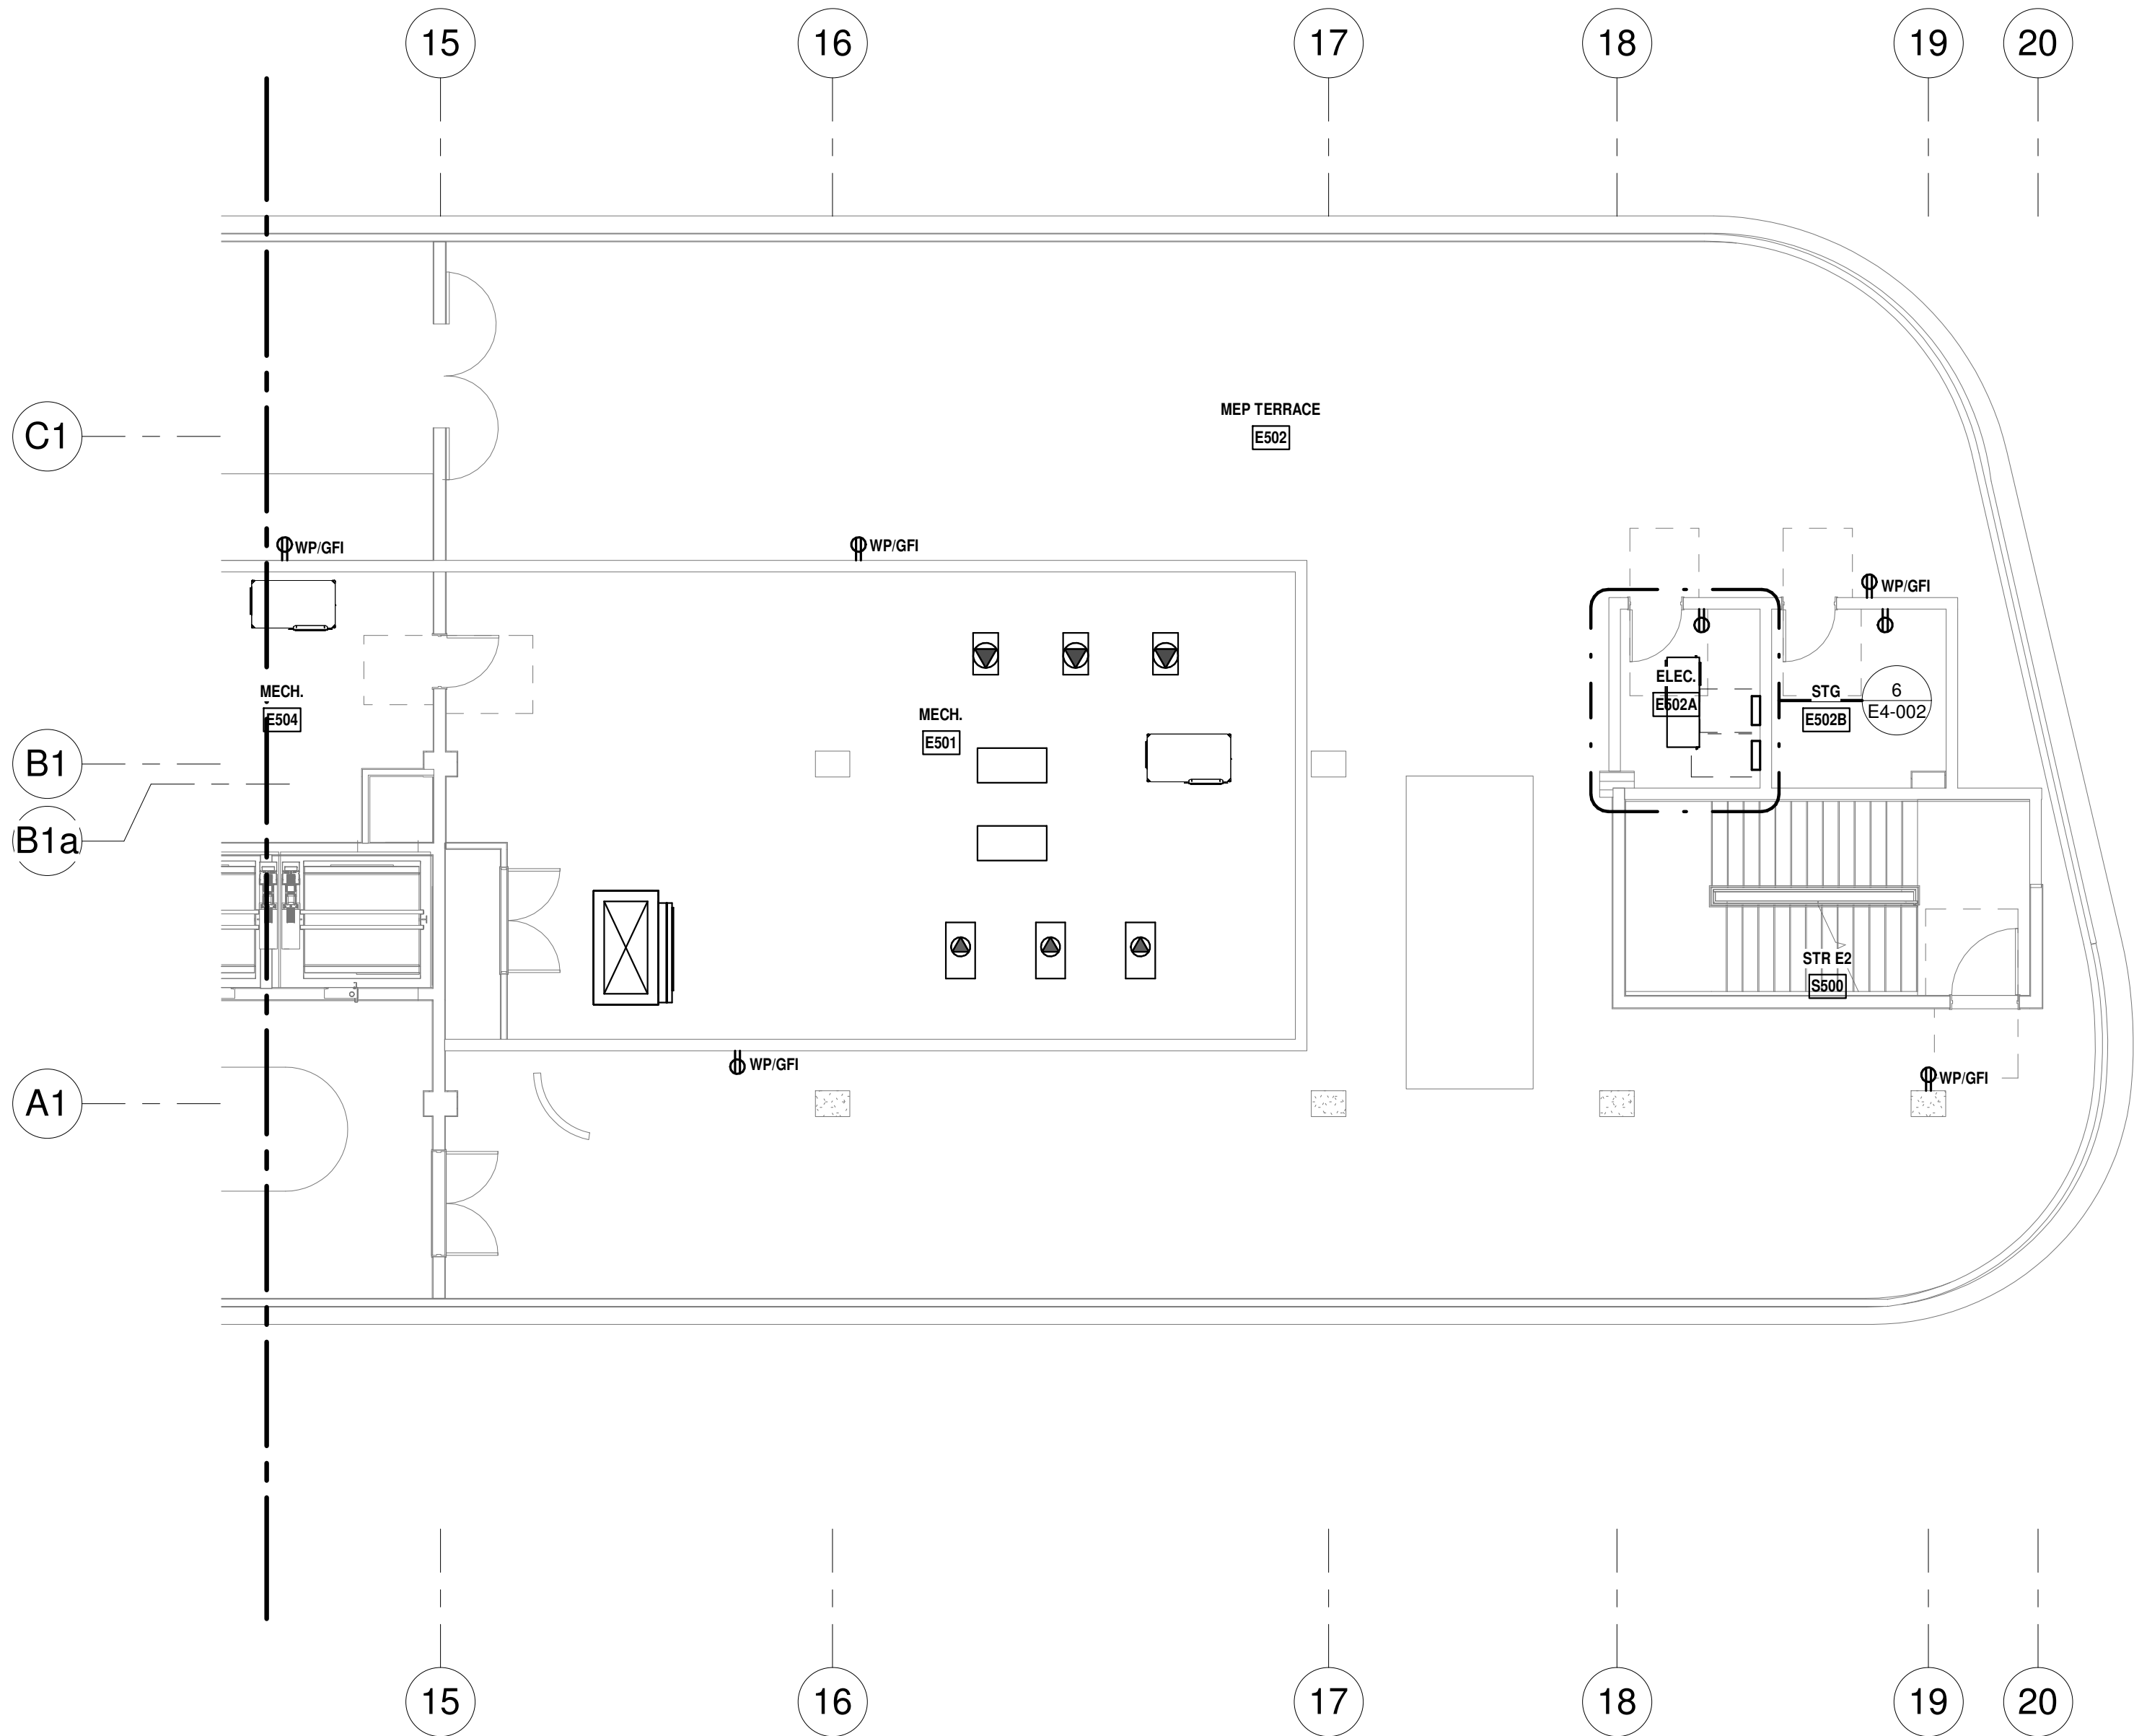 15
16
17
18
19
20
MEP TERRACE
E502
C1
WP/GFI
WP/GFI
WP/GFI
MECH.
E504
MECH.
E501
ELEC.
E502A
STG
E502B
6
E4-002
B1
B1a
STR E2
S500
WP/GFI
WP/GFI
A1
15
16
17
18
19
20